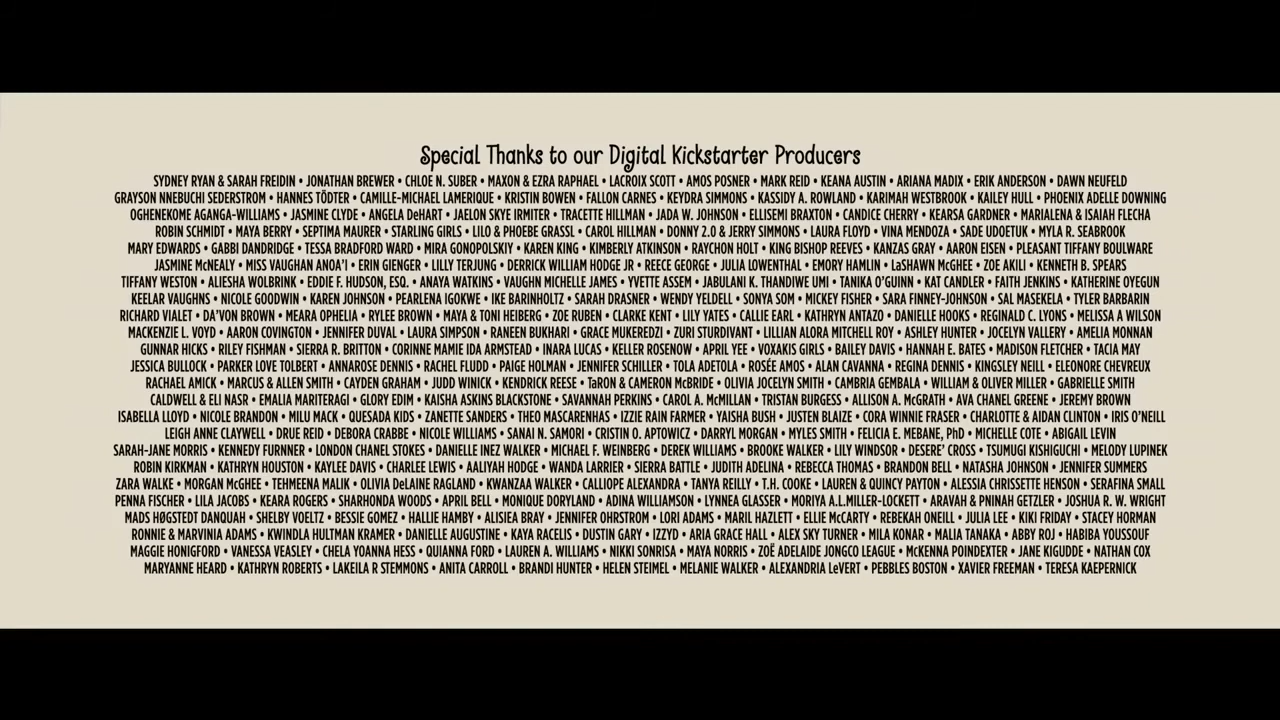 Special Thanks to our Digital Kickstarter Producers
SYDNEY RYAN & SARAH FREIDIN • JONATHAN BREWER • CHLOE N. SUBER • MAXON & EZRA RAPHAEL • LACROIX SCOTT • AMOS POSNER • MARK REID • KEANA AUSTIN • ARIANA MADIX • ERIK ANDERSON • DAWN NEUFELD
GRAYSON NNEBUCHI SEDERSTROM • HANNES TÖDTER • CAMILLE-MICHAEL LAMERIQUE • KRISTIN BOWEN • FALLON CARNES • KEYDRA SIMMONS • KASSIDY A. ROWLAND • KARIMAH WESTBROOK • KAILEY HULL • PHOENIX ADELLE DOWNING
OGHENEKOME AGANGA-WILLIAMS • JASMINE CLYDE • ANGELA DeHART • JAELON SKYE IRMITER • TRACETTE HILLMAN • JADA W. JOHNSON • ELLISEMI BRAXTON • CANDICE CHERRY • KEARSA GARDNER • MARIALENA & ISAIAH FLECHA
ROBIN SCHMIDT • MAYA BERRY • SEPTIMA MAURER • STARLING GIRLS • LILO & PHOEBE GRASSL • CAROL HILLMAN • DONNY 2.0 & JERRY SIMMONS • LAURA FLOYD • VINA MENDOZA • SADE UDOETUK • MYLA R. SEABROOK
MARY EDWARDS • GABBI DANDRIDGE • TESSA BRADFORD WARD • MIRA GONOPOLSKIY • KAREN KING • KIMBERLY ATKINSON • RAYCHON HOLT • KING BISHOP REEVES • KANZAS GRAY • AARON EISEN • PLEASANT TIFFANY BOULWARE
JASMINE McNEALY • MISS VAUGHAN ANOA'I • ERIN GIENGER • LILLY TERJUNG • DERRICK WILLIAM HODGE JR • REECE GEORGE • JULIA LOWENTHAL • EMORY HAMLIN • LaSHAWN McGHEE • ZOE AKILI • KENNETH B. SPEARS
TIFFANY WESTON • ALIESHA WOLBRINK • EDDIE F. HUDSON, ESQ. • ANAYA WATKINS • VAUGHN MICHELLE JAMES • YVETTE ASSEM • JABULANI K. THANDIWE UMI • TANIKA O'GUINN • KAT CANDLER • FAITH JENKINS • KATHERINE OYEGUN
KEELAR VAUGHNS • NICOLE GOODWIN • KAREN JOHNSON • PEARLENA IGOKWE • IKE BARINHOLTZ • SARAH DRASNER • WENDY YELDELL • SONYA SOM • MICKEY FISHER • SARA FINNEY-JOHNSON • SAL MASEKELA • TYLER BARBARIN
RICHARD VIALET • DA'VON BROWN • MEARA OPHELIA • RYLEE BROWN • MAYA & TONI HEIBERG • ZOE RUBEN • CLARKE KENT • LILY YATES • CALLIE EARL • KATHRYN ANTAZO • DANIELLE HOOKS • REGINALD C. LYONS • MELISSA A WILSON
MACKENZIE L. VOYD • AARON COVINGTON • JENNIFER DUVAL • LAURA SIMPSON • RANEEN BUKHARI • GRACE MUKEREDZI • ZURI STURDIVANT • LILLIAN ALORA MITCHELL ROY • ASHLEY HUNTER • JOCELYN VALLERY • AMELIA MONNAN
GUNNAR HICKS • RILEY FISHMAN • SIERRA R. BRITTON • CORINNE MAMIE IDA ARMSTEAD • INARA LUCAS • KELLER ROSENOW • APRIL YEE • VOXAKIS GIRLS • BAILEY DAVIS • HANNAH E. BATES • MADISON FLETCHER • TACIA MAY
JESSICA BULLOCK • PARKER LOVE TOLBERT • ANNAROSE DENNIS • RACHEL FLUDD • PAIGE HOLMAN • JENNIFER SCHILLER • TOLA ADETOLA • ROSÉE AMOS • ALAN CAVANNA • REGINA DENNIS • KINGSLEY NEILL • ELEONORE CHEVREUX
RACHAEL AMICK • MARCUS & ALLEN SMITH • CAYDEN GRAHAM • JUDD WINICK • KENDRICK REESE • TaRON & CAMERON McBRIDE • OLIVIA JOCELYN SMITH • CAMBRIA GEMBALA • WILLIAM & OLIVER MILLER • GABRIELLE SMITH
CALDWELL & ELI NASR • EMALIA MARITERAGI • GLORY EDIM • KAISHA ASKINS BLACKSTONE • SAVANNAH PERKINS • CAROL A. McMILLAN • TRISTAN BURGESS • ALLISON A. McGRATH • AVA CHANEL GREENE • JEREMY BROWN
ISABELLA LLOYD • NICOLE BRANDON • MILU MACK • QUESADA KIDS • ZANETTE SANDERS • THEO MASCARENHAS • IZZIE RAIN FARMER • YAISHA BUSH • JUSTEN BLAIZE • CORA WINNIE FRASER • CHARLOTTE & AIDAN CLINTON • IRIS O'NEILL
LEIGH ANNE CLAYWELL • DRUE REID • DEBORA CRABBE • NICOLE WILLIAMS • SANAI N. SAMORI • CRISTIN O. APTOWICZ • DARRYL MORGAN • MYLES SMITH • FELICIA E. MEBANE, PhD • MICHELLE COTE • ABIGAIL LEVIN
SARAH-JANE MORRIS • KENNEDY FURNNER • LONDON CHANEL STOKES • DANIELLE INEZ WALKER • MICHAEL F. WEINBERG • DEREK WILLIAMS • BROOKE WALKER • LILY WINDSOR • DESERE' CROSS • TSUMUGI KISHIGUCHI • MELODY LUPINEK
ROBIN KIRKMAN • KATHRYN HOUSTON • KAYLEE DAVIS • CHARLEE LEWIS • AALIYAH HODGE • WANDA LARRIER • SIERRA BATTLE • JUDITH ADELINA • REBECCA THOMAS • BRANDON BELL • NATASHA JOHNSON • JENNIFER SUMMERS
ZARA WALKE • MORGAN McGHEE • TEHMEENA MALIK • OLIVIA DeLAINE RAGLAND • KWANZAA WALKER • CALLIOPE ALEXANDRA • TANYA REILLY • T.H. COOKE • LAUREN & QUINCY PAYTON • ALESSIA CHRISSETTE HENSON • SERAFINA SMALL
PENNA FISCHER • LILA JACOBS • KEARA ROGERS • SHARHONDA WOODS • APRIL BELL • MONIQUE DORYLAND • ADINA WILLIAMSON • LYNNEA GLASSER • MORIYA A.L.MILLER-LOCKETT • ARAVAH & PNINAH GETZLER • JOSHUA R. W. WRIGHT
MADS HØGSTEDT DANQUAH • SHELBY VOELTZ • BESSIE GOMEZ • HALLIE HAMBY • ALISIEA BRAY • JENNIFER OHRSTROM • LORI ADAMS • MARIL HAZLETT • ELLIE McCARTY • REBEKAH ONEILL • JULIA LEE • KIKI FRIDAY • STACEY HORMAN
RONNIE & MARVINIA ADAMS • KWINDLA HULTMAN KRAMER • DANIELLE AUGUSTINE • KAYA RACELIS • DUSTIN GARY • IZZYD • ARIA GRACE HALL • ALEX SKY TURNER • MILA KONAR • MALIA TANAKA • ABBY ROJ • HABIBA YOUSSOUF
MAGGIE HONIGFORD • VANESSA VEASLEY • CHELA YOANNA HESS • QUIANNA FORD • LAUREN A. WILLIAMS • NIKKI SONRISA • MAYA NORRIS • ZOË ADELAIDE JONGCO LEAGUE • McKENNA POINDEXTER • JANE KIGUDDE • NATHAN COX
MARYANNE HEARD • KATHRYN ROBERTS • LAKEILA R STEMMONS • ANITA CARROLL • BRANDI HUNTER • HELEN STEIMEL • MELANIE WALKER • ALEXANDRIA LeVERT • PEBBLES BOSTON • XAVIER FREEMAN • TERESA KAEPERNICK